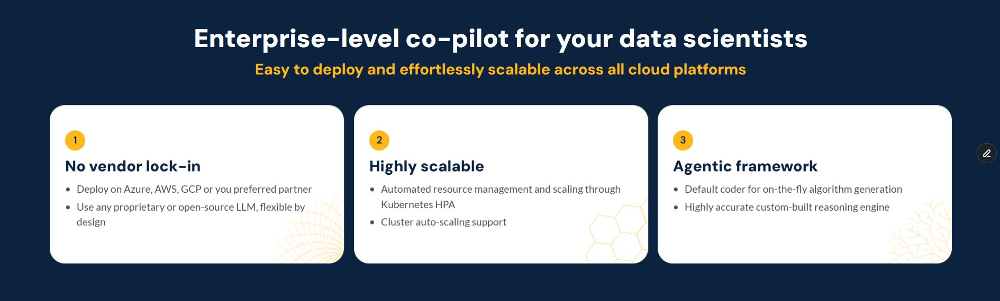 Enterprise-level co-pilot for your data scientists
Easy to deploy and effortlessly scalable across all cloud platforms
1
No vendor lock-in
• Deploy on Azure, AWS, GCP or you preferred partner
• Use any proprietary or open-source LLM, flexible by
design
2
Highly scalable
• Automated resource management and scaling through
Kubernetes HPA
• Cluster auto-scaling support
3
Agentic framework
• Default coder for on-the-fly algorithm generation
• Highly accurate custom-built reasoning engine